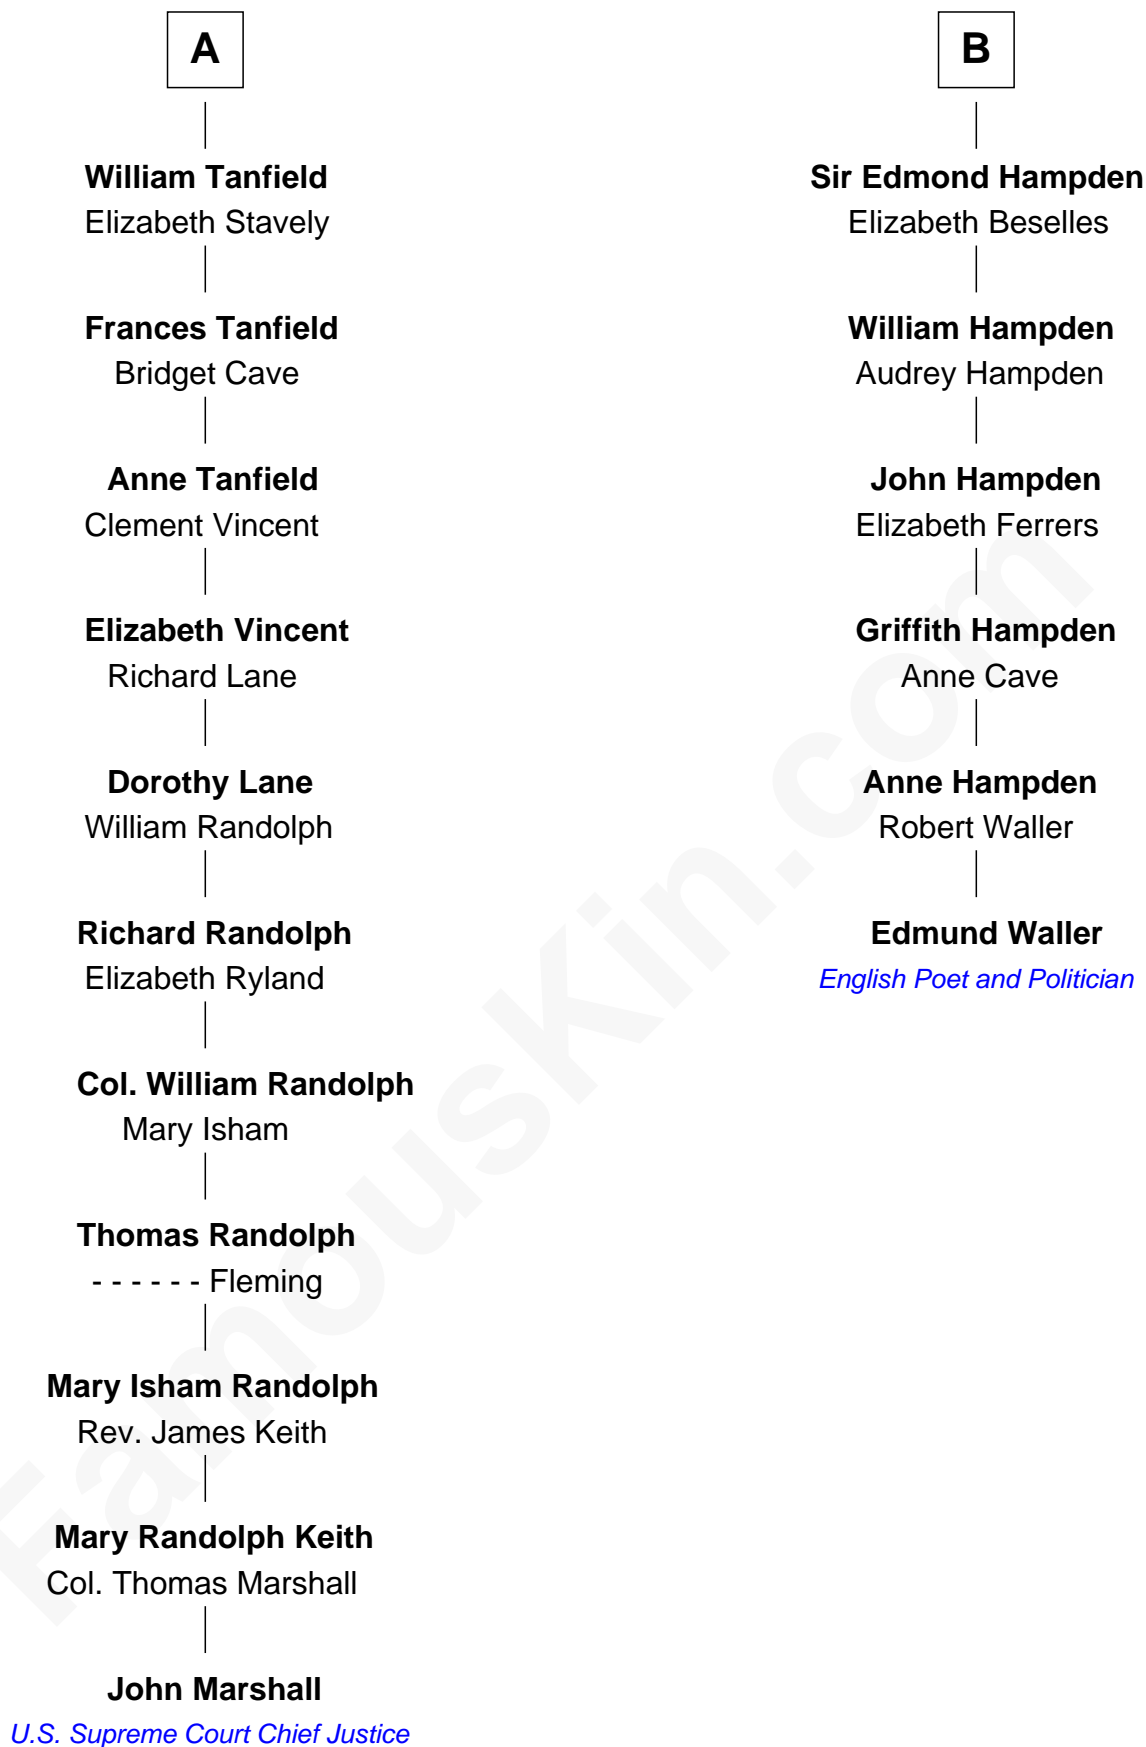 A
William Tanfield
Elizabeth Stavely
Frances Tanfield
Bridget Cave
Anne Tanfield
Clement Vincent
Elizabeth Vincent
Richard Lane
Dorothy Lane
William Randolph
Richard Randolph
Elizabeth Ryland
Col. William Randolph
Mary Isham
Thomas Randolph
- - - - - - Fleming
Mary Isham Randolph
Rev. James Keith
Mary Randolph Keith
Col. Thomas Marshall
John Marshall
U.S. Supreme Court Chief Justice
B
Sir Edmond Hampden
Elizabeth Beselles
William Hampden
Audrey Hampden
John Hampden
Elizabeth Ferrers
Griffith Hampden
Anne Cave
Anne Hampden
Robert Waller
Edmund Waller
English Poet and Politician
FamousKin.com